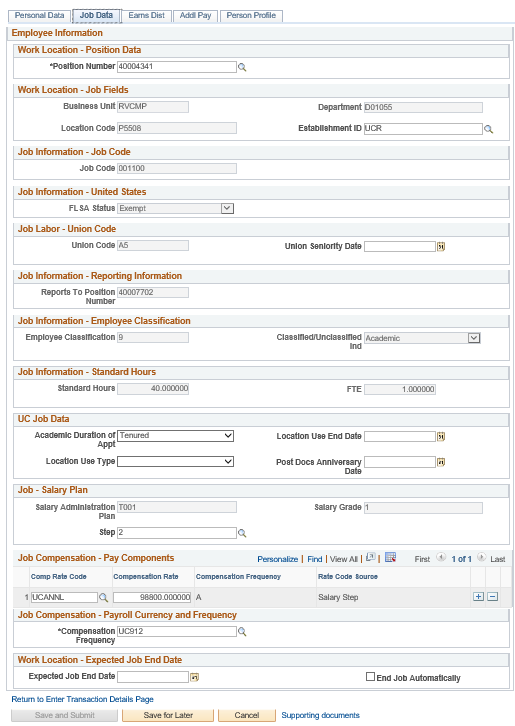 Personal Data Job Data Earns Dist Addl Pay Person Profile
Employee Information
Work Location - Position Data
*Position Number 40004341
Work Location - Job Fields
Business Unit RVCMP Department D01055
Location Code P5508 Establishment ID UCR
Job Information - Job Code
Job Code 001100
Job Information - United States
FLSA Status Exempt
Job Labor - Union Code
Union Code A5 Union Seniority Date
Job Information - Reporting Information
Reports To Position Number 40007702
Job Information - Employee Classification
Employee Classification 9 Classified/Unclassified Ind Academic
Job Information - Standard Hours
Standard Hours 40.000000 FTE 1.000000
UC Job Data
Academic Duration of Appt Tenured Location Use End Date
Location Use Type Post Docs Anniversary Date
Job - Salary Plan
Salary Administration Plan T001 Salary Grade 1
Step 2
Job Compensation - Pay Components Personalize | Find | View All | | First 1 of 1 Last
Comp Rate Code Compensation Rate Compensation Frequency Rate Code Source
1 UCANNL 98800.000000 A Salary Step
Job Compensation - Payroll Currency and Frequency
*Compensation Frequency UC912
Work Location - Expected Job End Date
Expected Job End Date End Job Automatically
Return to Enter Transaction Details Page
Save and Submit Save for Later Cancel Supporting documents